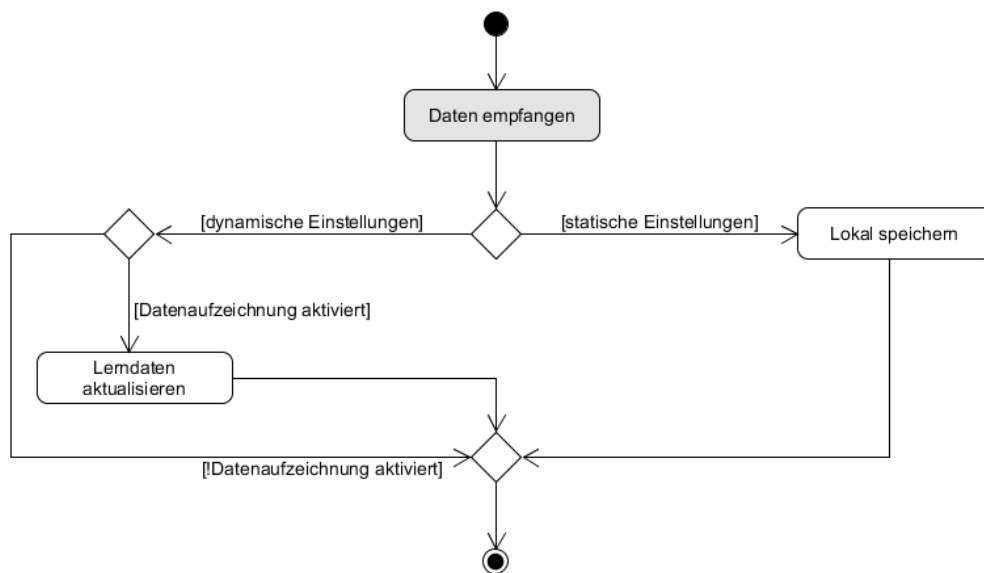 Daten empfangen
[dynamische Einstellungen]
[statische Einstellungen]
Lokal speichern
[Datenaufzeichnung aktiviert]
Lerndaten
aktualisieren
[!Datenaufzeichnung aktiviert]